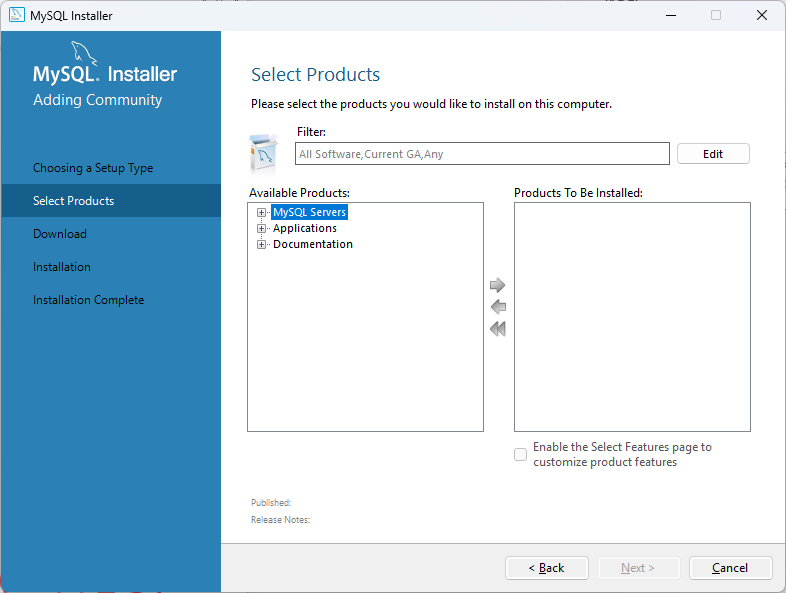 MySQL Installer
MySQL. Installer
Adding Community
Choosing a Setup Type
Select Products
Download
Installation
Installation Complete
Select Products
Please select the products you would like to install on this computer.
Filter:
All Software,Current GA,Any
Edit
Available Products:
MySQL Servers
Applications
Documentation
Products To Be Installed:
Enable the Select Features page to
customize product features
Published:
Release Notes:
< Back
Next >
Cancel